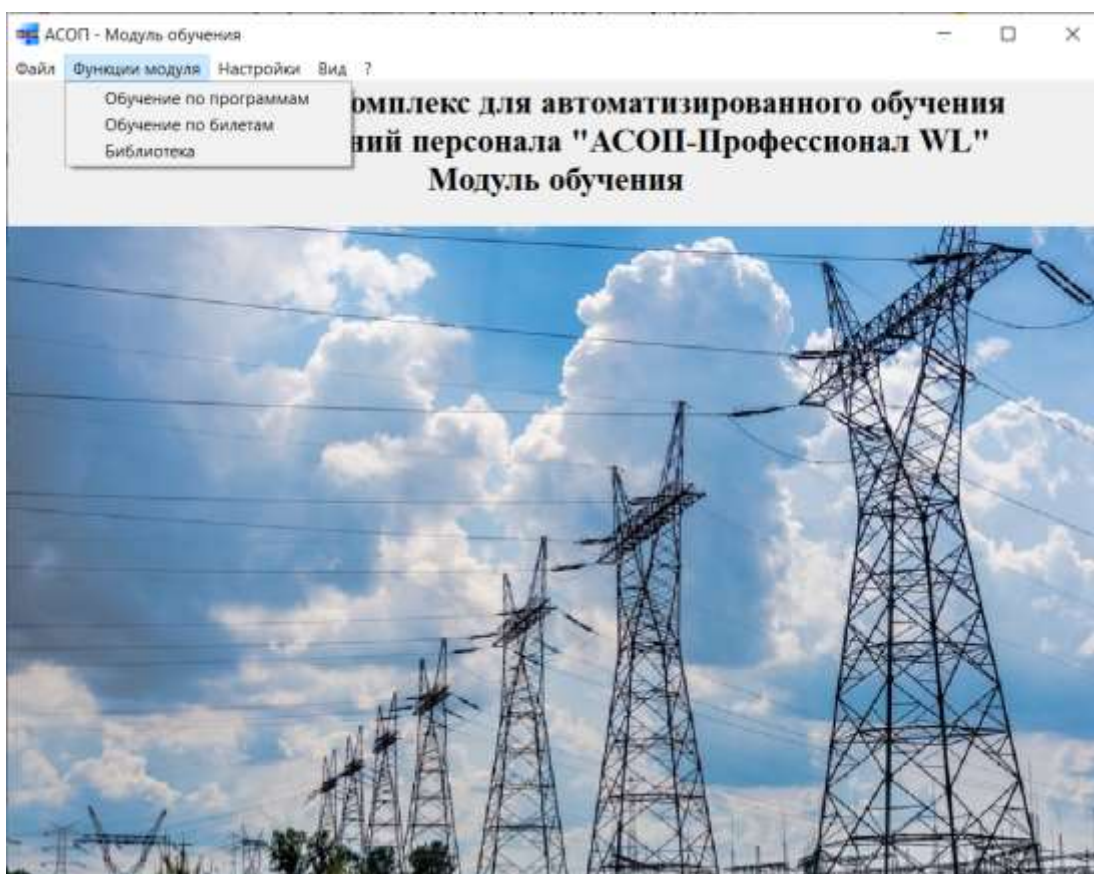 АСОП - Модуль обучения
Файл Функции модуля Настройки Вид ?
Обучение по программам
Обучение по билетам
Библиотека
омплекс для автоматизированного обучения
ний персонала "АСОП-Профессионал WL"
Модуль обучения